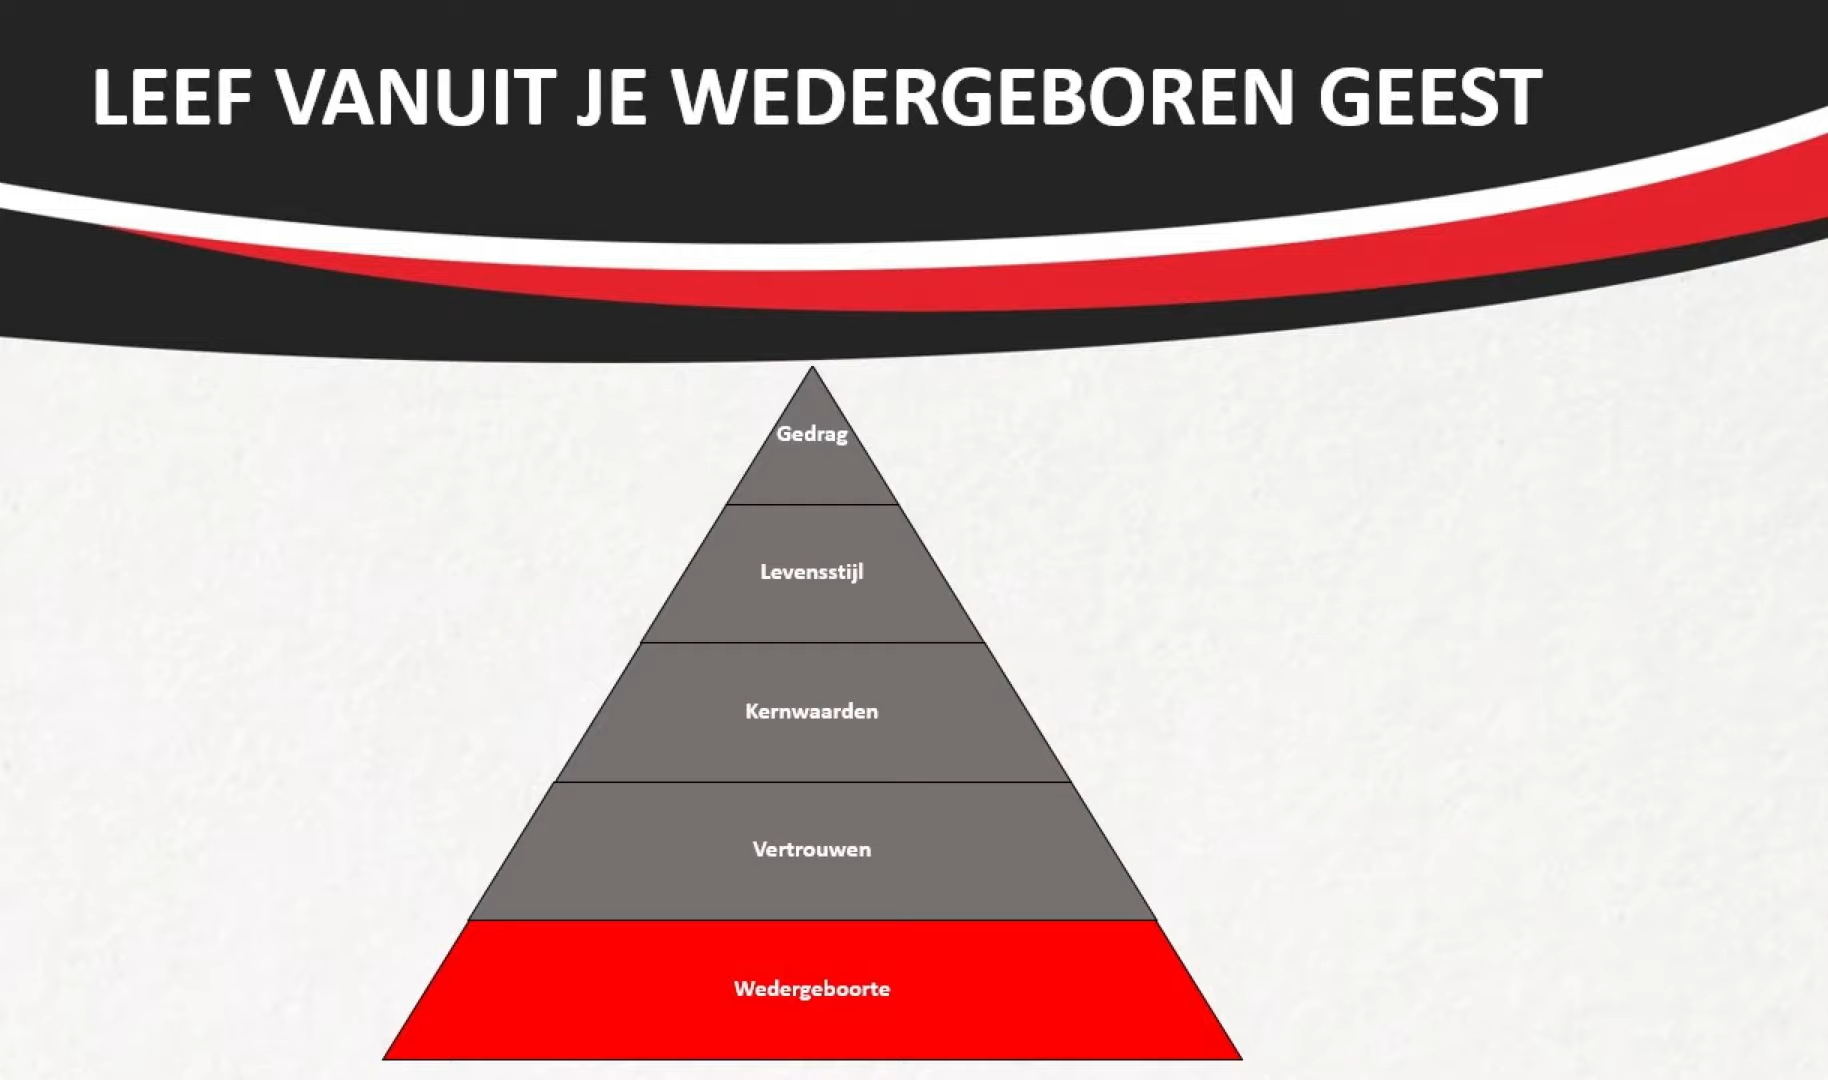 LEEF VANUIT JE WEDERGEBOREN GEEST
Gedrag
Levensstijl
Kernwaarden
Vertrouwen
Wedergeboorte